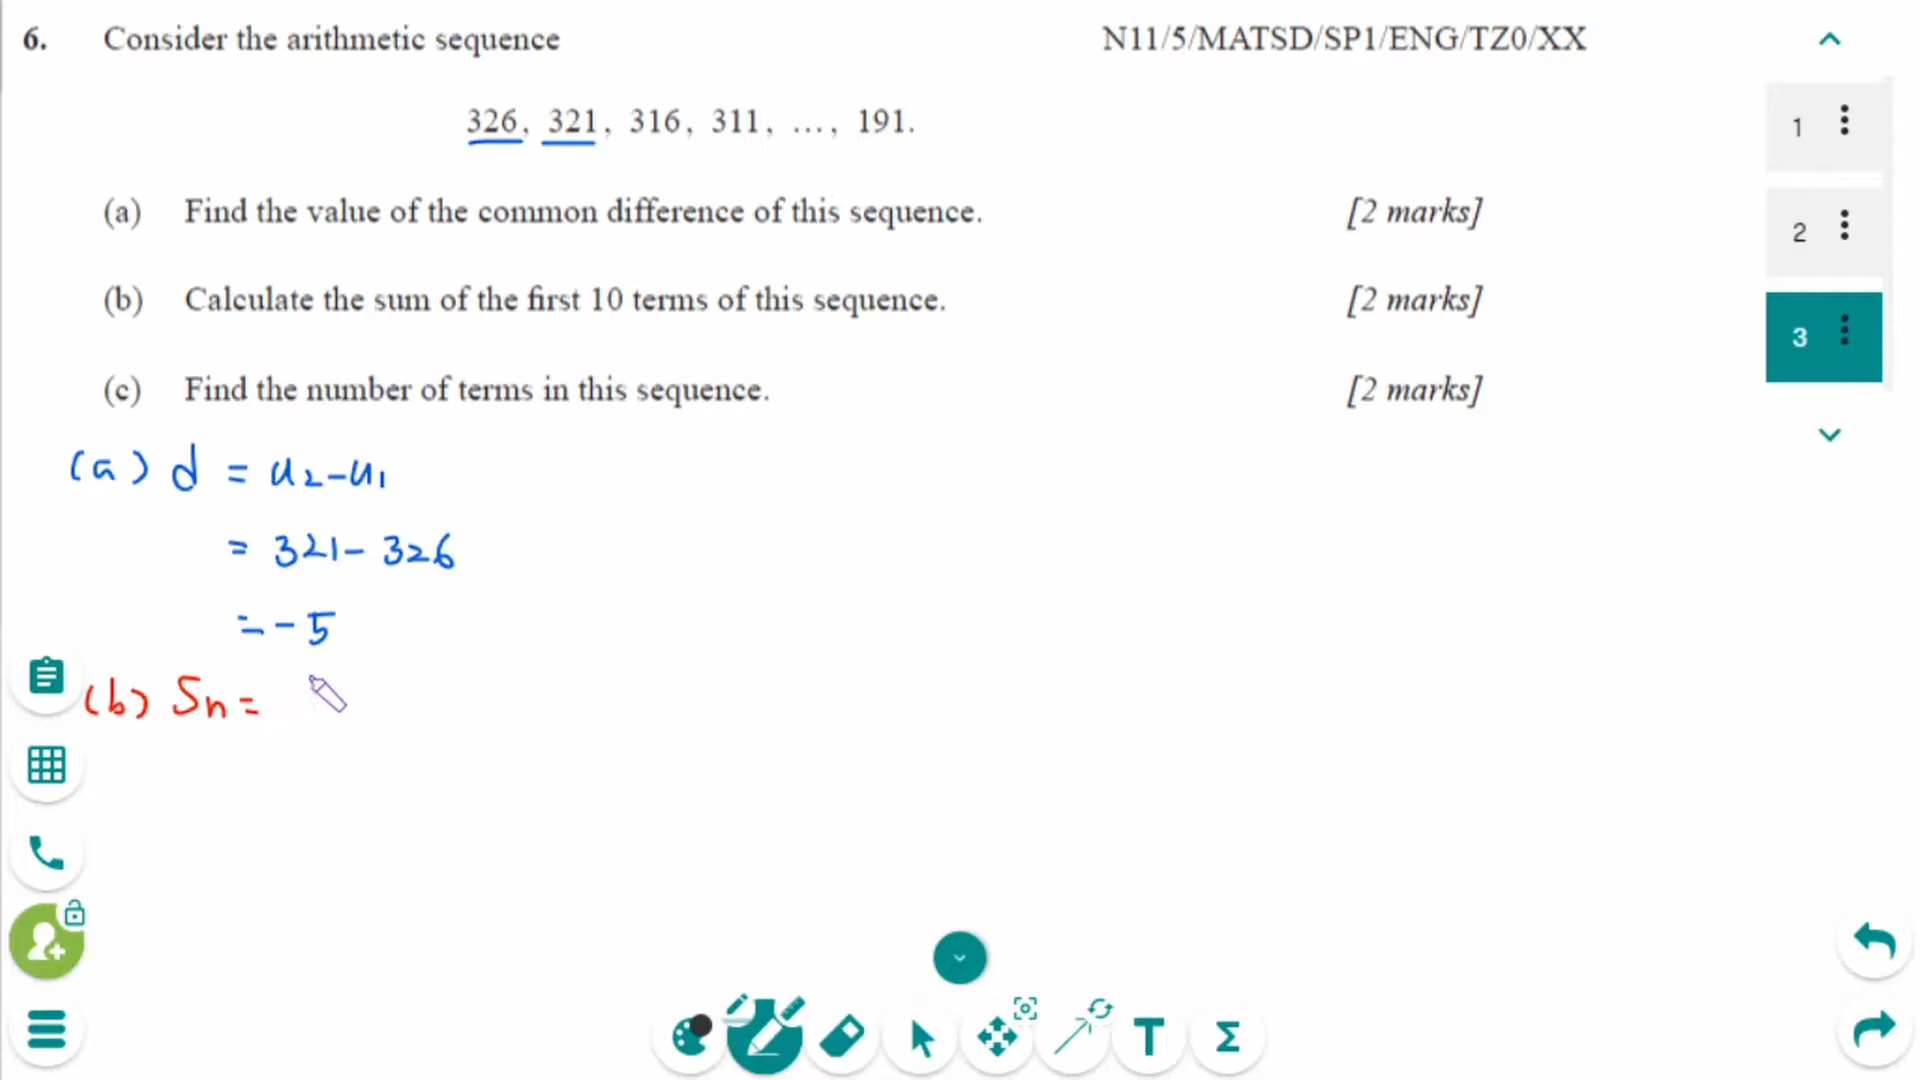 6. Consider the arithmetic sequence N11/5/MATSD/SP1/ENG/TZ0/XX
326, 321, 316, 311, ..., 191.
(a) Find the value of the common difference of this sequence. [2 marks]
(b) Calculate the sum of the first 10 terms of this sequence. [2 marks]
(c) Find the number of terms in this sequence. [2 marks]
(a) d = u₂-u₁
= 321-326
= -5
(b) Sn =
1
2
3
T
Σ